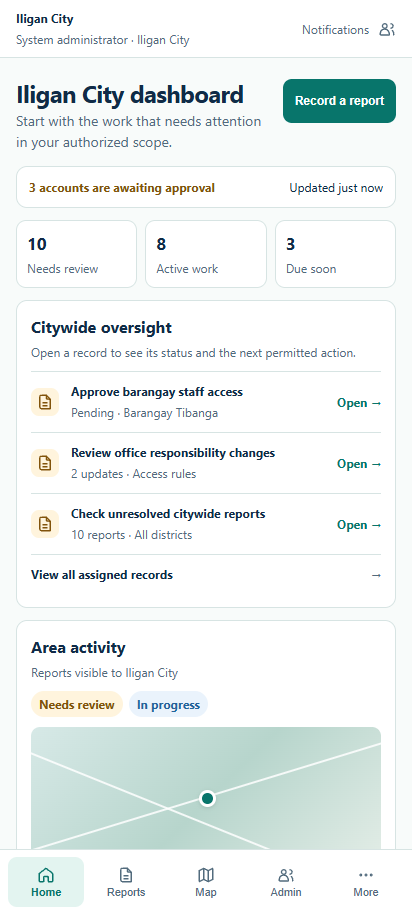 Iligan City
System administrator · Iligan City
Notifications
Iligan City dashboard
Start with the work that needs attention
in your authorized scope.
Record a report
3 accounts are awaiting approval
Updated just now
10
Needs review
8
Active work
3
Due soon
Citywide oversight
Open a record to see its status and the next permitted action.
Approve barangay staff access
Pending · Barangay Tibanga
Open →
Review office responsibility changes
2 updates · Access rules
Open →
Check unresolved citywide reports
10 reports · All districts
Open →
View all assigned records →
Area activity
Reports visible to Iligan City
Needs review
In progress
Home
Reports
Map
Admin
More